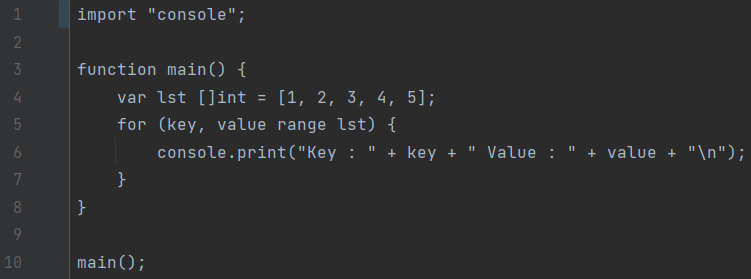 1 import "console";
2
3 function main() {
4     var lst []int = [1, 2, 3, 4, 5];
5     for (key, value range lst) {
6         console.print("Key : " + key + " Value : " + value + "\n");
7     }
8 }
9
10 main();